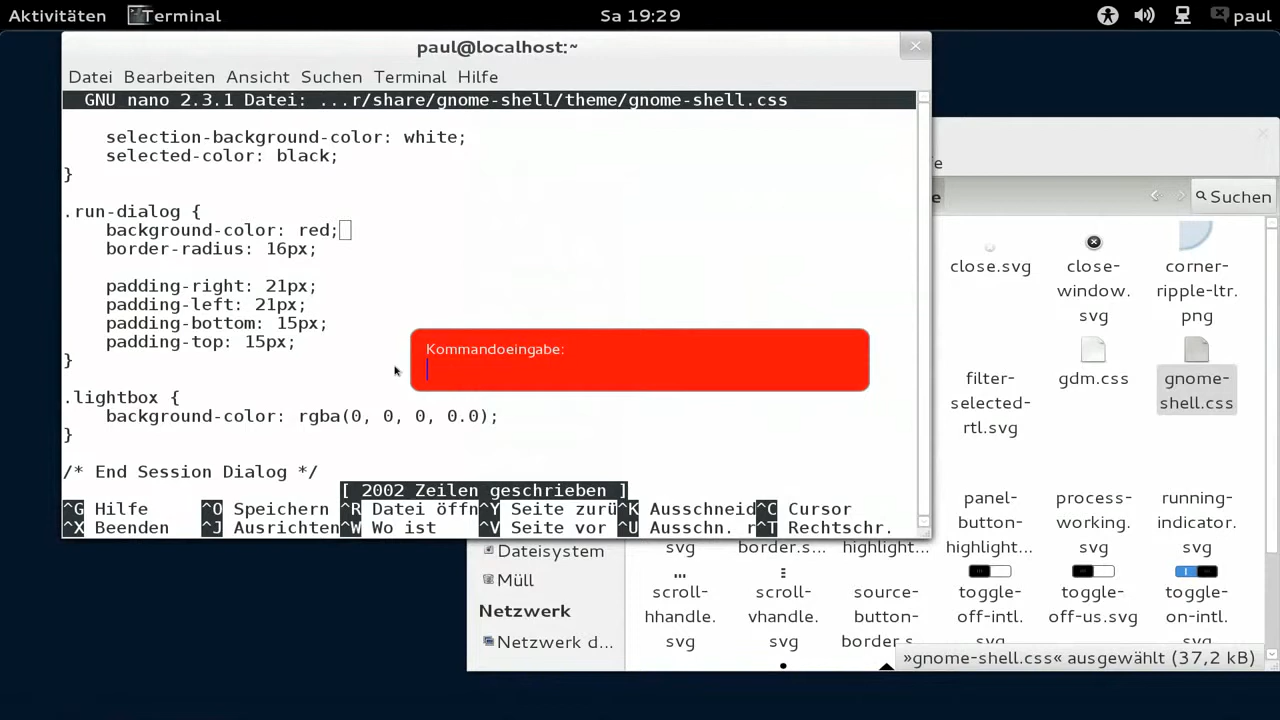 Aktivitäten Terminal Sa 19:29 paul
paul@localhost:~
Datei Bearbeiten Ansicht Suchen Terminal Hilfe
GNU nano 2.3.1 Datei: ...r/share/gnome-shell/theme/gnome-shell.css
selection-background-color: white;
selected-color: black;
}
.run-dialog {
background-color: red;
border-radius: 16px;
padding-right: 21px;
padding-left: 21px;
padding-bottom: 15px;
padding-top: 15px;
}
.lightbox {
background-color: rgba(0, 0, 0, 0.0);
}
/* End Session Dialog */
[ 2002 Zeilen geschrieben ]
^G Hilfe ^O Speichern ^R Datei öffn ^Y Seite zurü ^K Ausschneid ^C Cursor
^X Beenden ^J Ausrichten ^W Wo ist ^V Seite vor ^U Ausschn. r ^T Rechtschr.
Kommandoeingabe:
fe
e Suchen
close.svg close-window.svg corner-ripple-ltr.png
filter-selected-rtl.svg gdm.css gnome-shell.css
svg border.s... highlight... panel-button-highlight... process-working.svg running-indicator.svg
scroll-hhandle.svg scroll-vhandle.svg source-button-border.s... toggle-off-intl.svg toggle-off-us.svg toggle-on-intl.svg
Dateisystem
Müll
Netzwerk
Netzwerk d...
»gnome-shell.css« ausgewählt (37,2 kB)